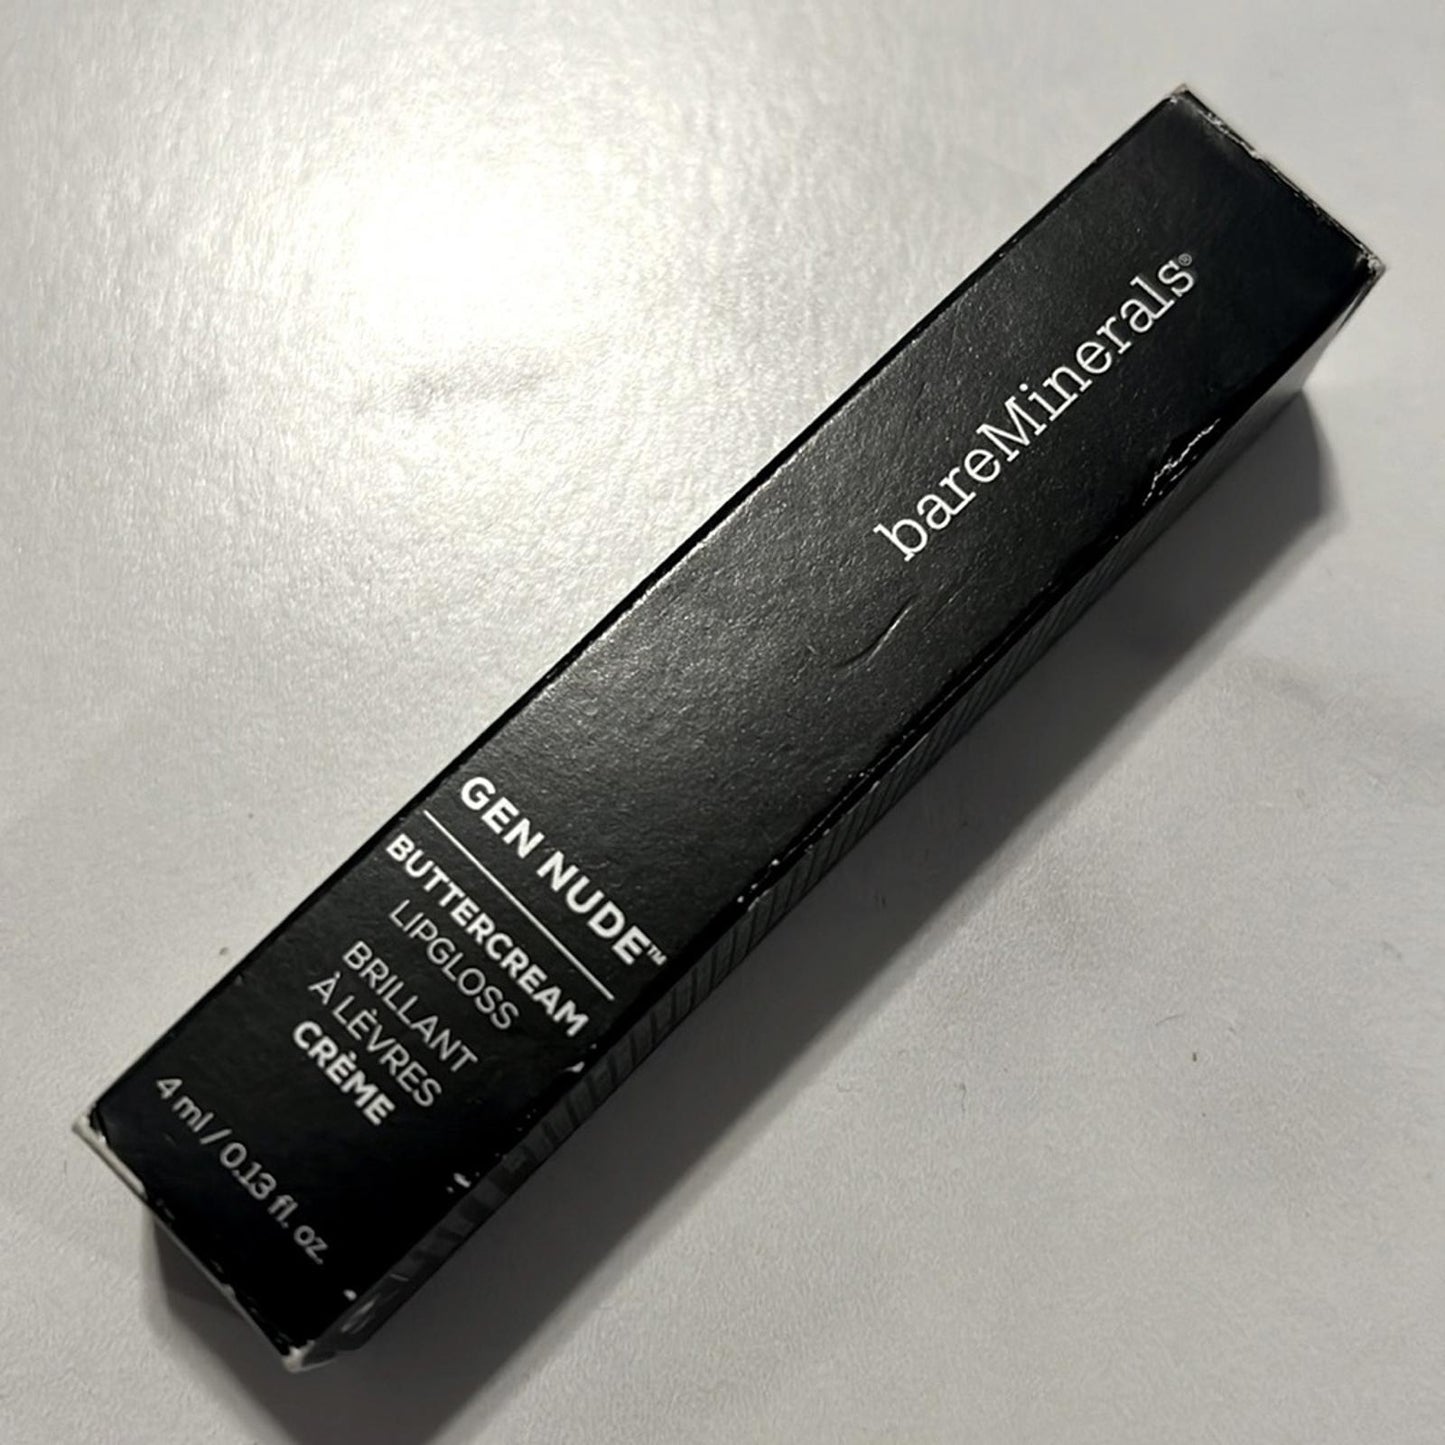 bareMinerals®
GEN NUDE™
BUTTERCREAM
LIPGLOSS
BRILLANT
À LÈVRES
CRÈME
4 ml / 0.13 fl. oz.